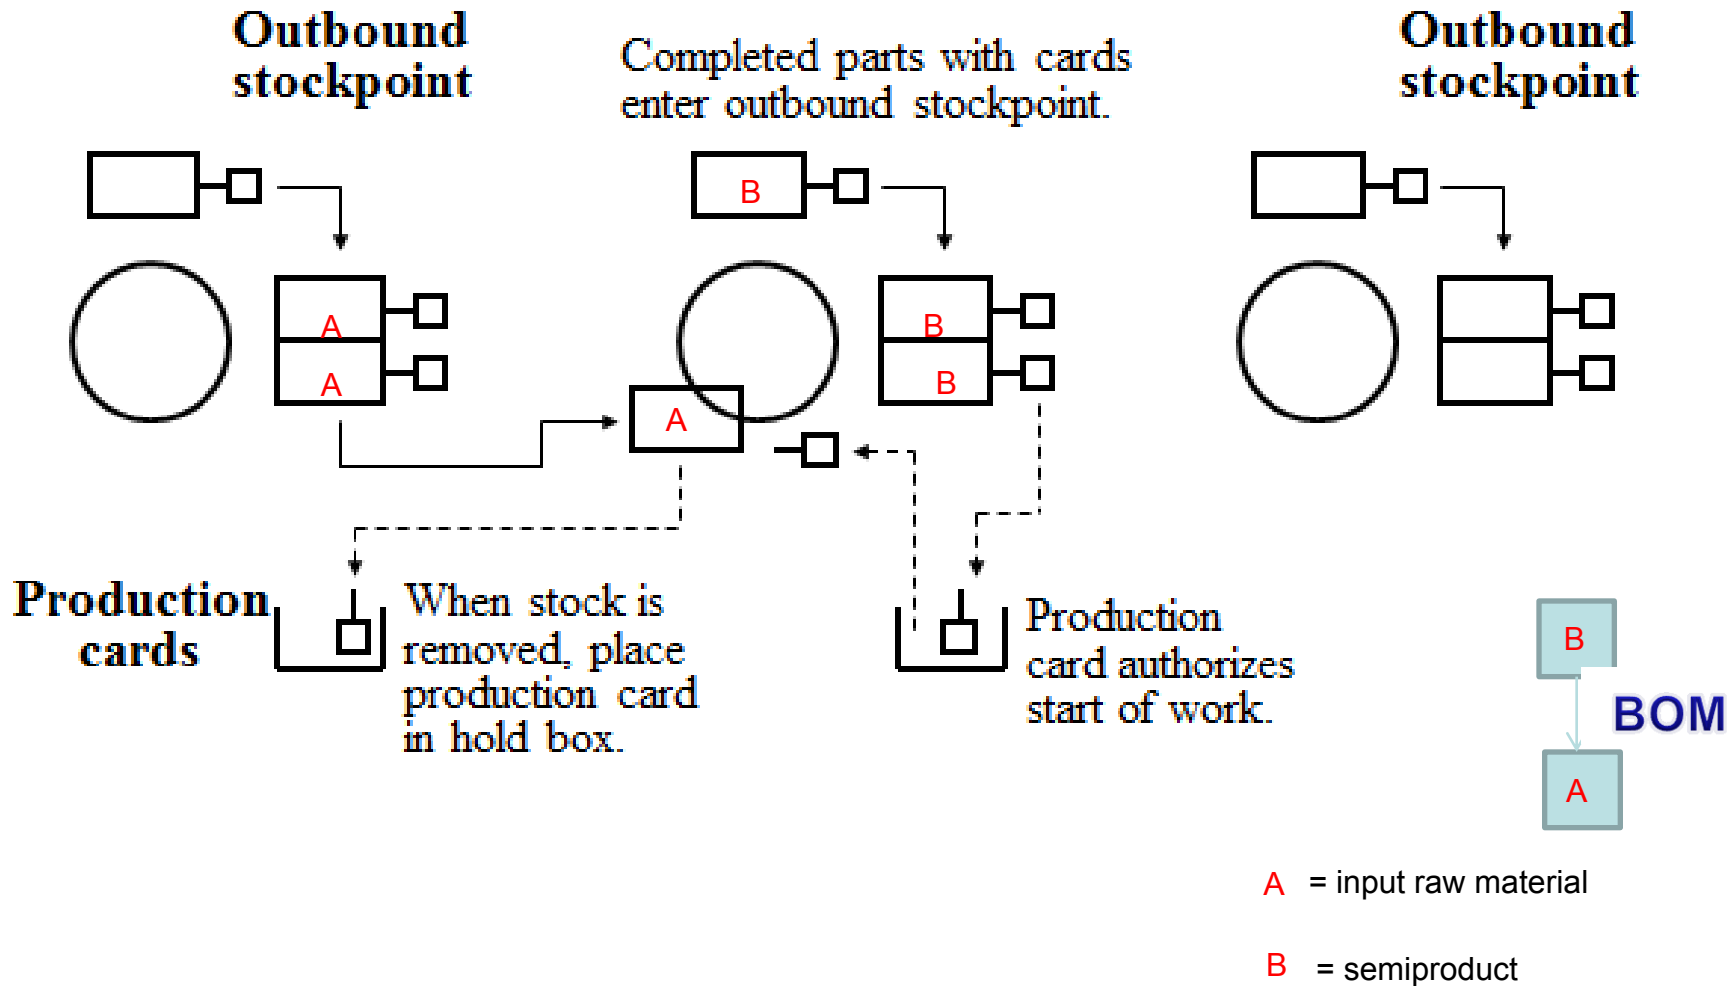 Outbound
stockpoint
Completed parts with cards
enter outbound stockpoint.
Outbound
stockpoint
B
A
A
B
B
A
Production
cards
When stock is
removed, place
production card
in hold box.
Production
card authorizes
start of work.
B
BOM
A
A = input raw material
B = semiproduct